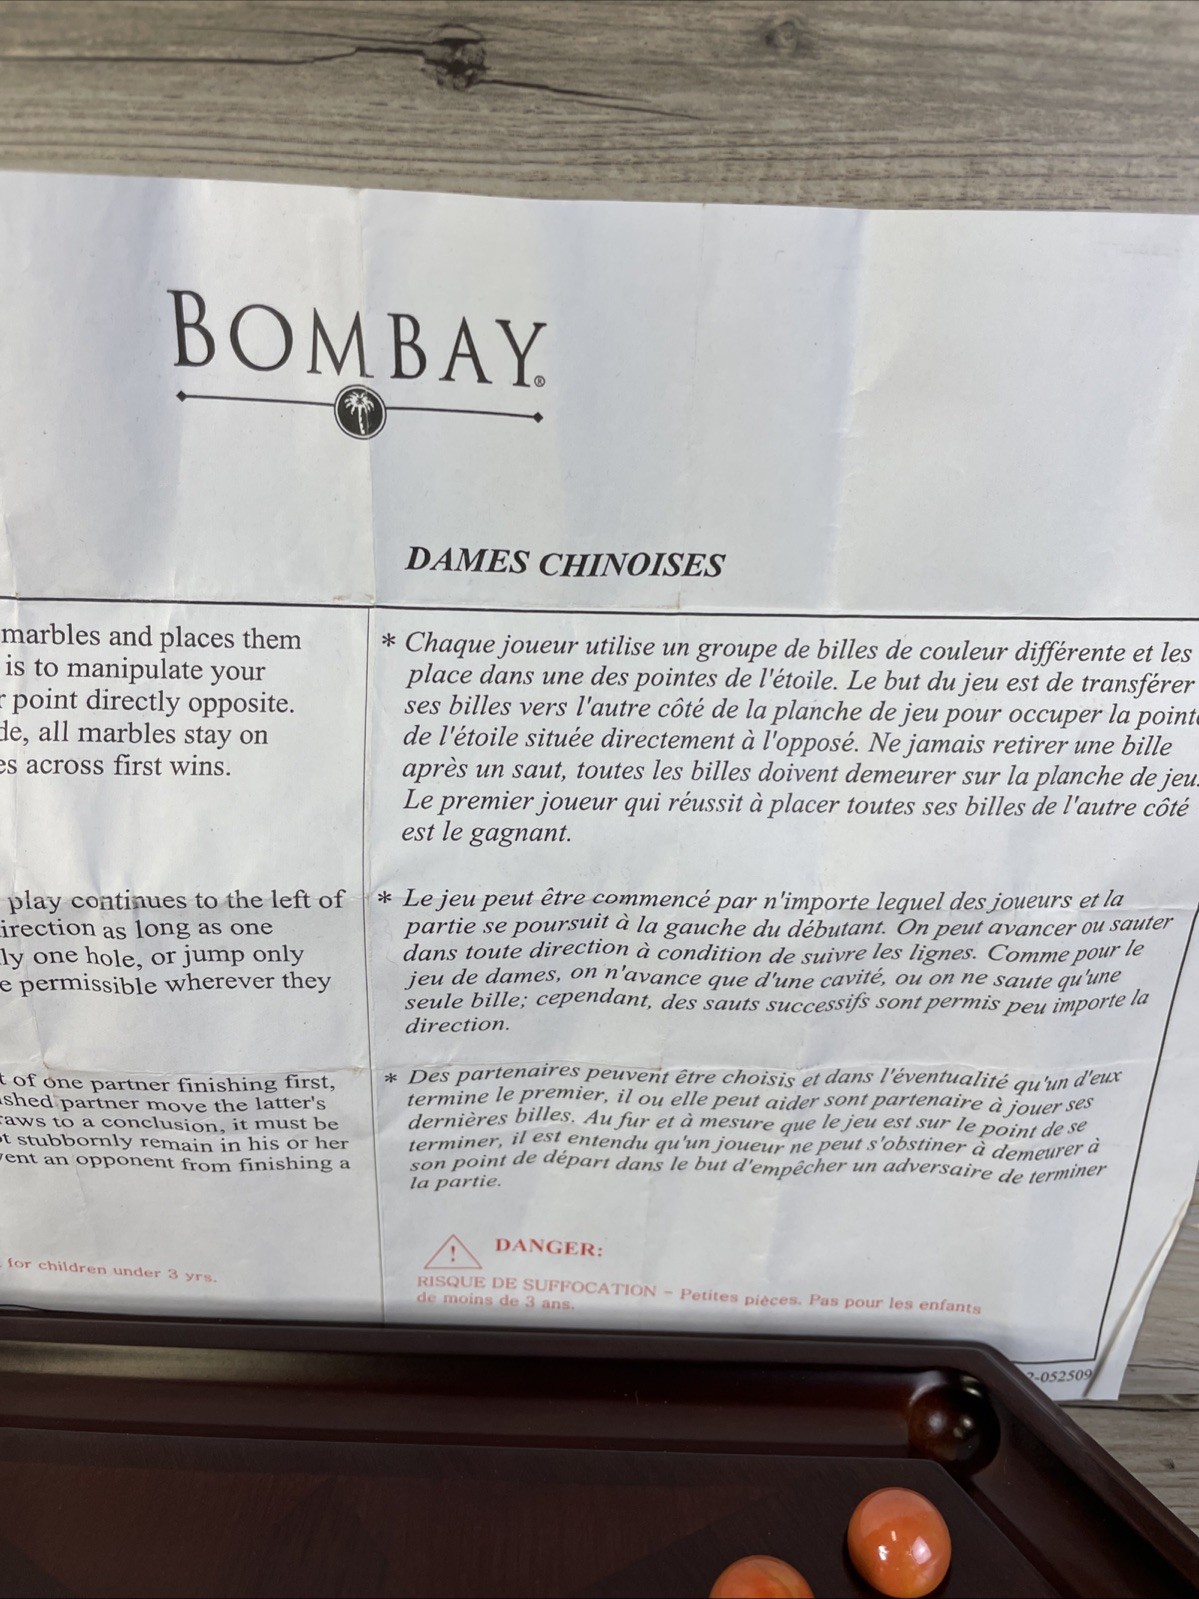 BOMBAY®
DAMES CHINOISES
marbles and places them
is to manipulate your
point directly opposite.
all marbles stay on
across first wins.
play continues to the left of
as long as one
one hole, or jump only
permissible wherever they
of one partner finishing first,
partner move the latter's
to a conclusion, it must be
stubbornly remain in his or her
an opponent from finishing a
for children under 3 yrs.
* Chaque joueur utilise un groupe de billes de couleur différente et les
place dans une des pointes de l'étoile. Le but du jeu est de transférer
ses billes vers l'autre côté de la planche de jeu pour occuper la pointe
de l'étoile située directement à l'opposé. Ne jamais retirer une bille
après un saut, toutes les billes doivent demeurer sur la planche de jeu.
Le premier joueur qui réussit à placer toutes ses billes de l'autre côté
est le gagnant.
* Le jeu peut être commencé par n'importe lequel des joueurs et la
partie se poursuit à la gauche du débutant. On peut avancer ou sauter
dans toute direction à condition de suivre les lignes. Comme pour le
jeu de dames, on n'avance que d'une cavité, ou on ne saute qu'une
seule bille; cependant, des sauts successifs sont permis peu importe la
direction.
* Des partenaires peuvent être choisis et dans l'éventualité qu'un d'eux
termine le premier, il ou elle peut aider sont partenaire à jouer ses
dernières billes. Au fur et à mesure que le jeu est sur le point de se
terminer, il est entendu qu'un joueur ne peut s'obstiner à demeurer à
son point de départ dans le but d'empêcher un adversaire de terminer
la partie.
! DANGER:
RISQUE DE SUFFOCATION – Petites pièces. Pas pour les enfants
de moins de 3 ans.
-052509